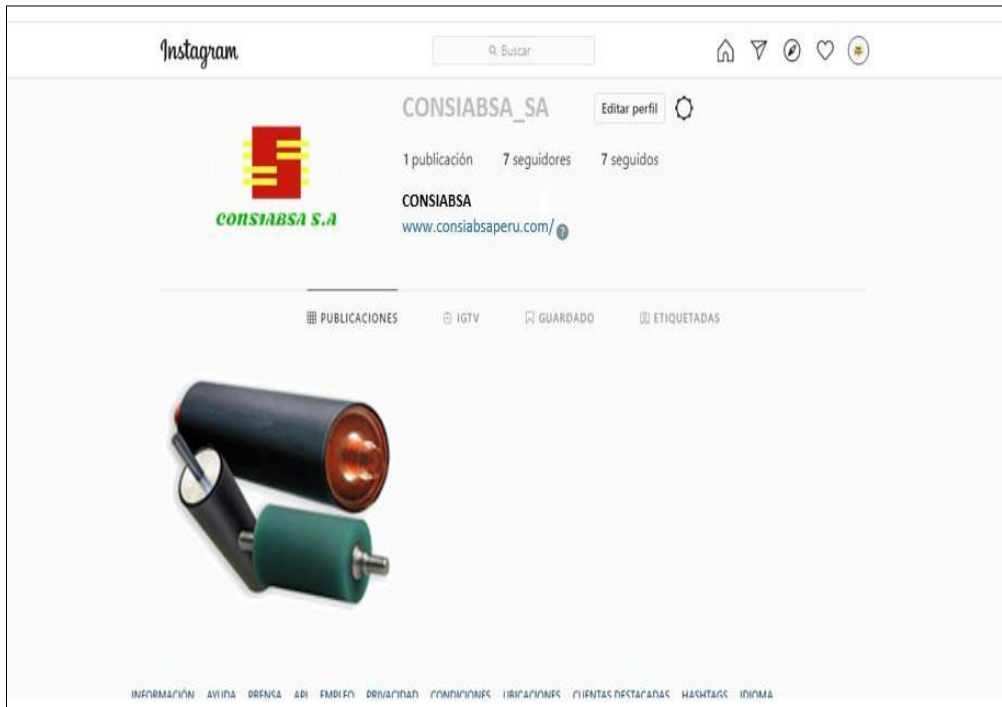 Instagram
Buscar
CONSIABSA_SA Editar perfil
1 publicación 7 seguidores 7 seguidos
CONSIABSA
www.consiabsaperu.com/ ?
CONSIABSA S.A
PUBLICACIONES IGTV GUARDADO ETIQUETADAS
INFORMACIÓN AYUDA PRENSA API EMPLEO PRIVACIDAD CONDICIONES UBICACIONES CUENTAS DESTACADAS HASHTAGS IDIOMA